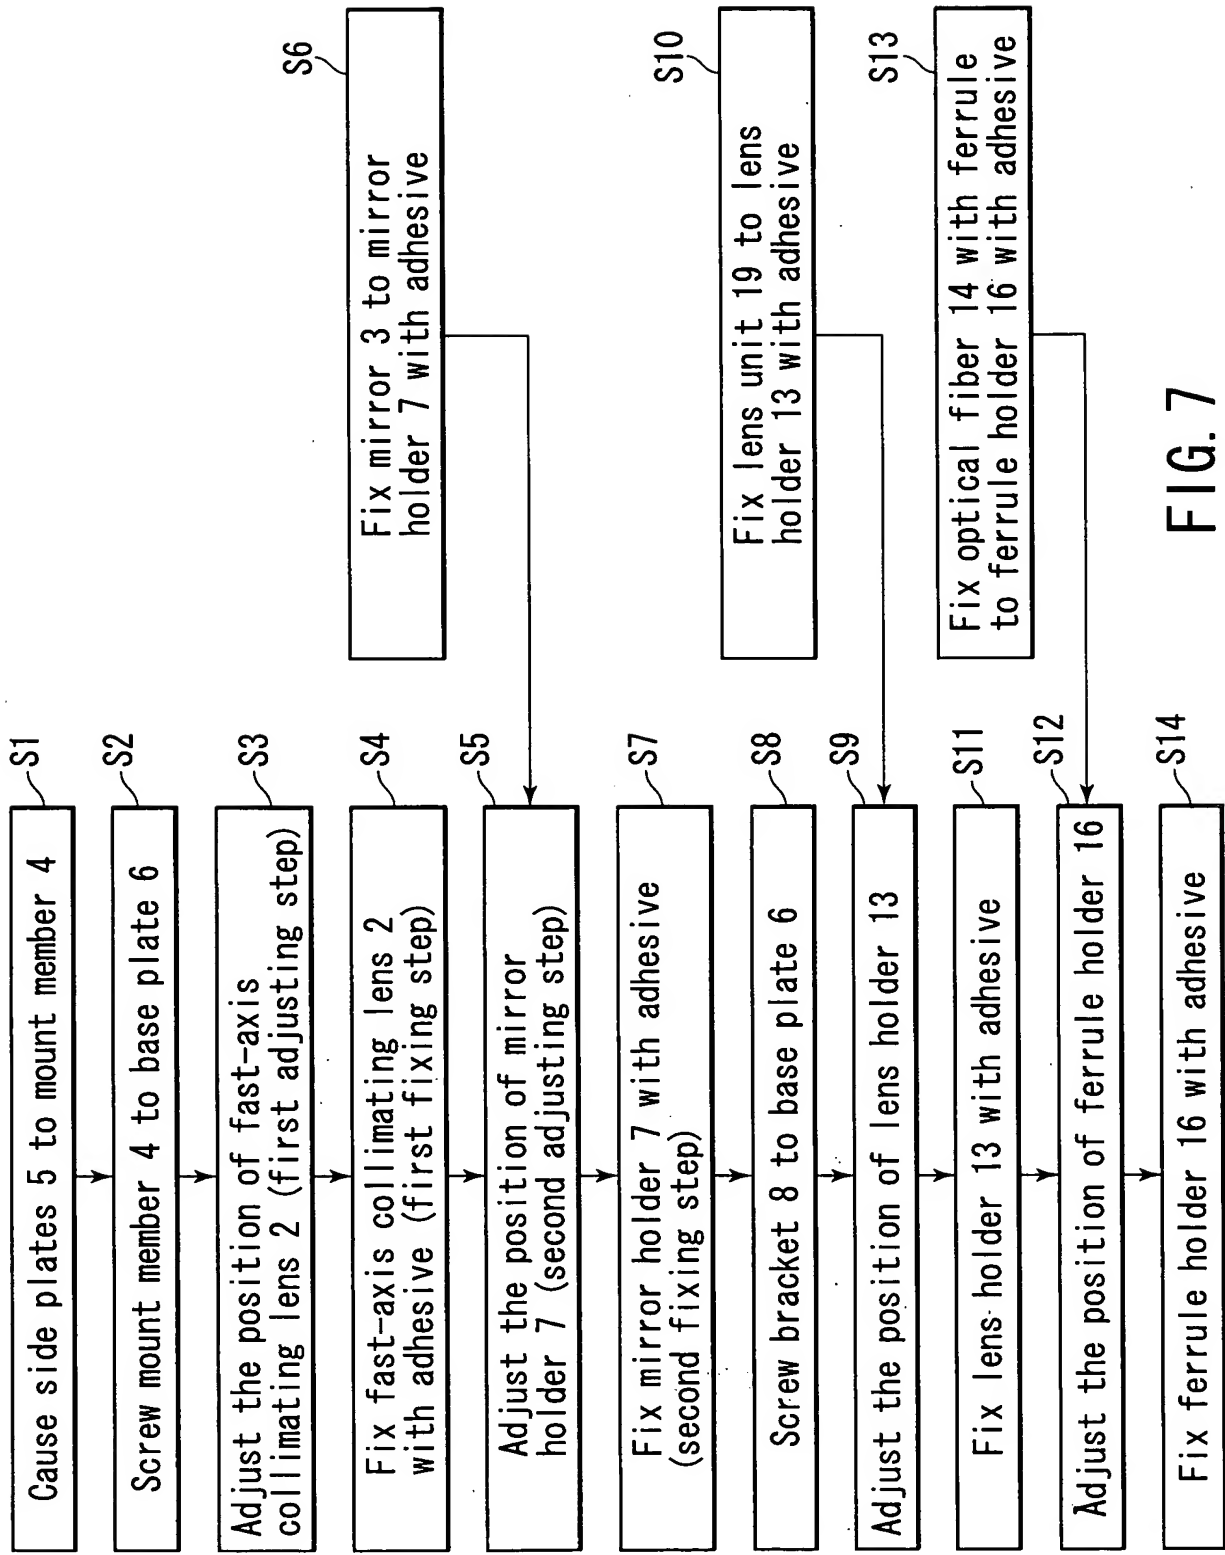 S1
Cause side plates 5 to mount member 4
S2
Screw mount member 4 to base plate 6
S3
Adjust the position of fast-axis
collimating lens 2 (first adjusting step)
S4
Fix fast-axis collimating lens 2
with adhesive (first fixing step)
S5
Adjust the position of mirror
holder 7 (second adjusting step)
S6
Fix mirror 3 to mirror
holder 7 with adhesive
S7
Fix mirror holder 7 with adhesive
(second fixing step)
S8
Screw bracket 8 to base plate 6
S9
Adjust the position of lens holder 13
S10
Fix lens unit 19 to lens
holder 13 with adhesive
S11
Fix lens holder 13 with adhesive
S12
Adjust the position of ferrule holder 16
S13
Fix optical fiber 14 with ferrule
to ferrule holder 16 with adhesive
S14
Fix ferrule holder 16 with adhesive
FIG. 7